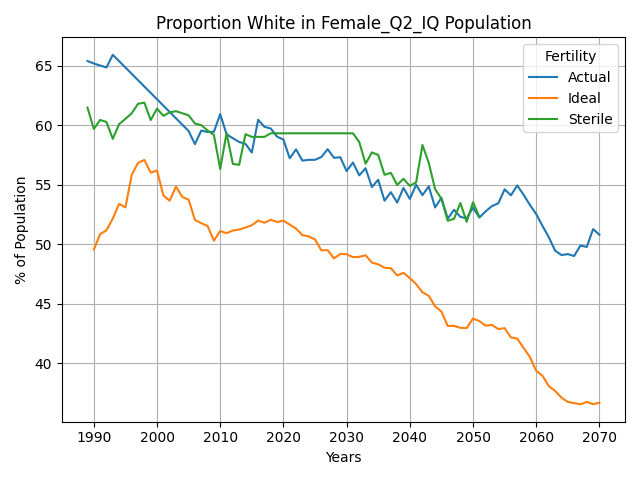 Proportion White in Female_Q2_IQ Population
Fertility
Actual
Ideal
Sterile
% of Population
65
60
55
50
45
40
1990 2000 2010 2020 2030 2040 2050 2060 2070
Years